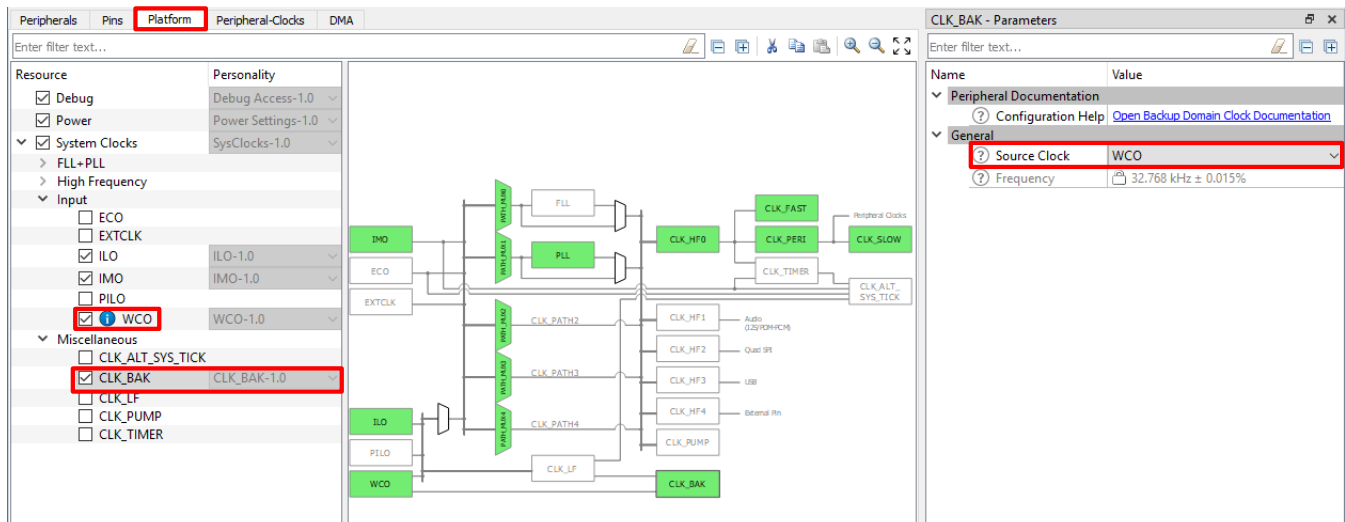 Peripherals Pins Platform Peripheral-Clocks DMA
Enter filter text...
Resource Personality
Debug Debug Access-1.0
Power Power Settings-1.0
System Clocks SysClocks-1.0
FLL+PLL
High Frequency
Input
ECO
EXTCLK
ILO ILO-1.0
IMO IMO-1.0
PILO
WCO WCO-1.0
Miscellaneous
CLK_ALT_SYS_TICK
CLK_BAK CLK_BAK-1.0
CLK_LF
CLK_PUMP
CLK_TIMER
IMO
ECO
EXTCLK
ILO
PILO
WCO
PATH_MUX0
PATH_MUX1
PATH_MUX2
PATH_MUX3
PATH_MUX4
FLL
PLL
CLK_PATH2
CLK_PATH3
CLK_PATH4
CLK_LF
CLK_HF0
CLK_HF1
CLK_HF2
CLK_HF3
CLK_HF4
CLK_PUMP
CLK_BAK
CLK_FAST
CLK_PERI
CLK_TIMER
Peripheral Clocks
CLK_SLOW
CLK_ALT_
SYS_TICK
Audio
(I2S/PDM-PCM)
Quad SPI
USB
External Pin
CLK_BAK - Parameters
Enter filter text...
Name Value
Peripheral Documentation
Configuration Help Open Backup Domain Clock Documentation
General
Source Clock WCO
Frequency 32.768 kHz ± 0.015%